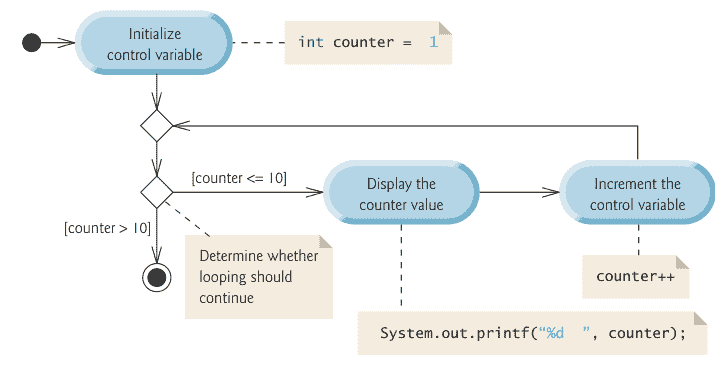 Initialize
control variable
int counter =  1
[counter <= 10]
Display the
counter value
Increment the
control variable
[counter > 10]
Determine whether
looping should
continue
counter++
System.out.printf(“%d  ”, counter);